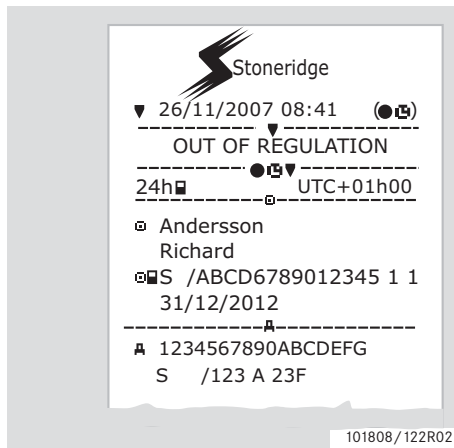 Stoneridge
▼ 26/11/2007 08:41 (●◷)
OUT OF REGULATION
24h UTC+01h00
Andersson
Richard
S /ABCD6789012345 1 1
31/12/2012
A 1234567890ABCDEFG
S /123 A 23F
101808/122R02